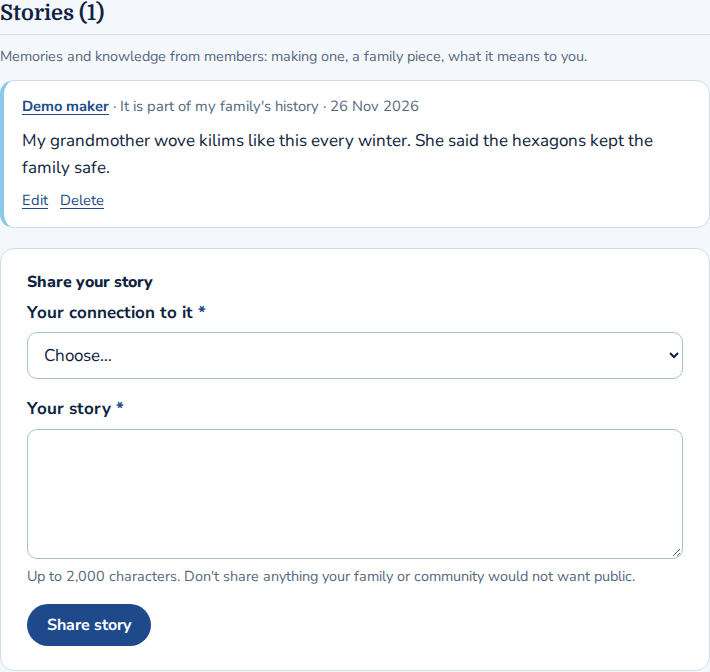 Stories (1)
Memories and knowledge from members: making one, a family piece, what it means to you.
Demo maker · It is part of my family's history · 26 Nov 2026
My grandmother wove kilims like this every winter. She said the hexagons kept the
family safe.
Edit Delete
Share your story
Your connection to it *
Choose...
Your story *
Up to 2,000 characters. Don't share anything your family or community would not want public.
Share story